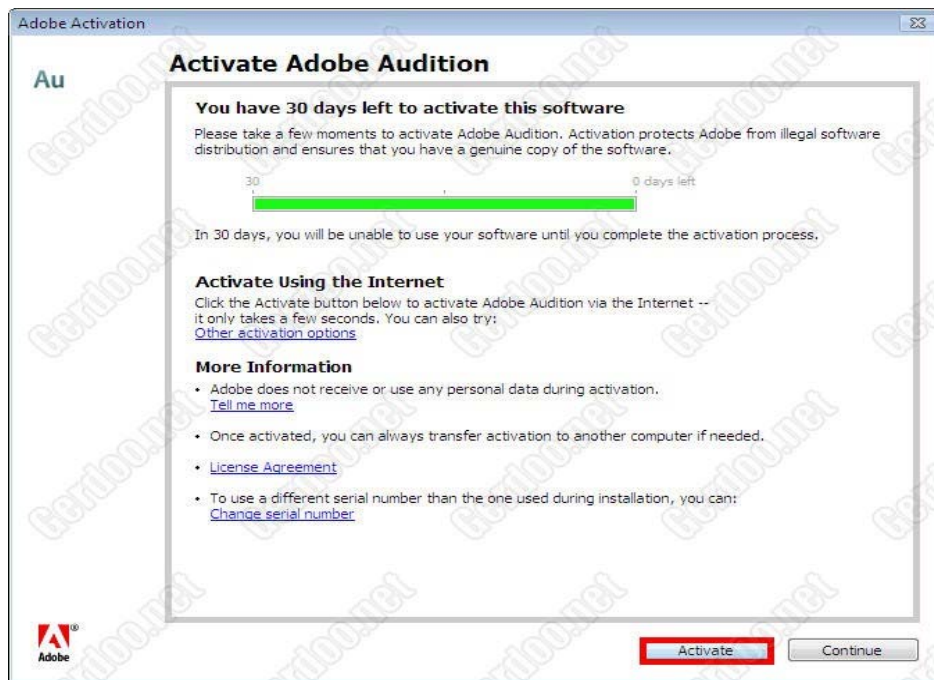 Adobe Activation
Au
Activate Adobe Audition
You have 30 days left to activate this software
Please take a few moments to activate Adobe Audition. Activation protects Adobe from illegal software
distribution and ensures that you have a genuine copy of the software.
30 0 days left
In 30 days, you will be unable to use your software until you complete the activation process.
Activate Using the Internet
Click the Activate button below to activate Adobe Audition via the Internet --
it only takes a few seconds. You can also try:
Other activation options
More Information
• Adobe does not receive or use any personal data during activation.
Tell me more
• Once activated, you can always transfer activation to another computer if needed.
• License Agreement
• To use a different serial number than the one used during installation, you can:
Change serial number
Adobe®
Activate Continue
Gerdoo.net